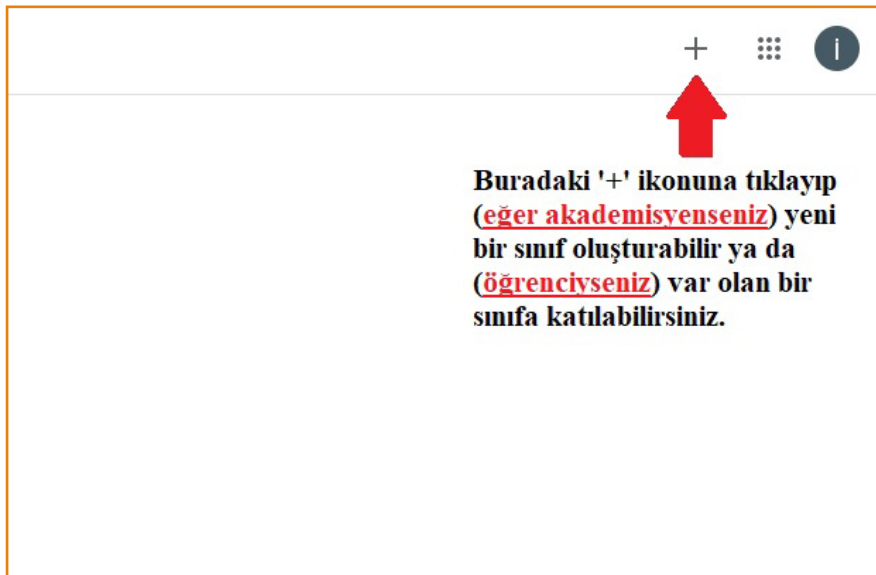 +
i
Buradaki '+' ikonuna tıklayıp
(eğer akademisyenseniz) yeni
bir sınıf oluşturabilir ya da
(öğrenciyseniz) var olan bir
sınıfa katılabilirsiniz.